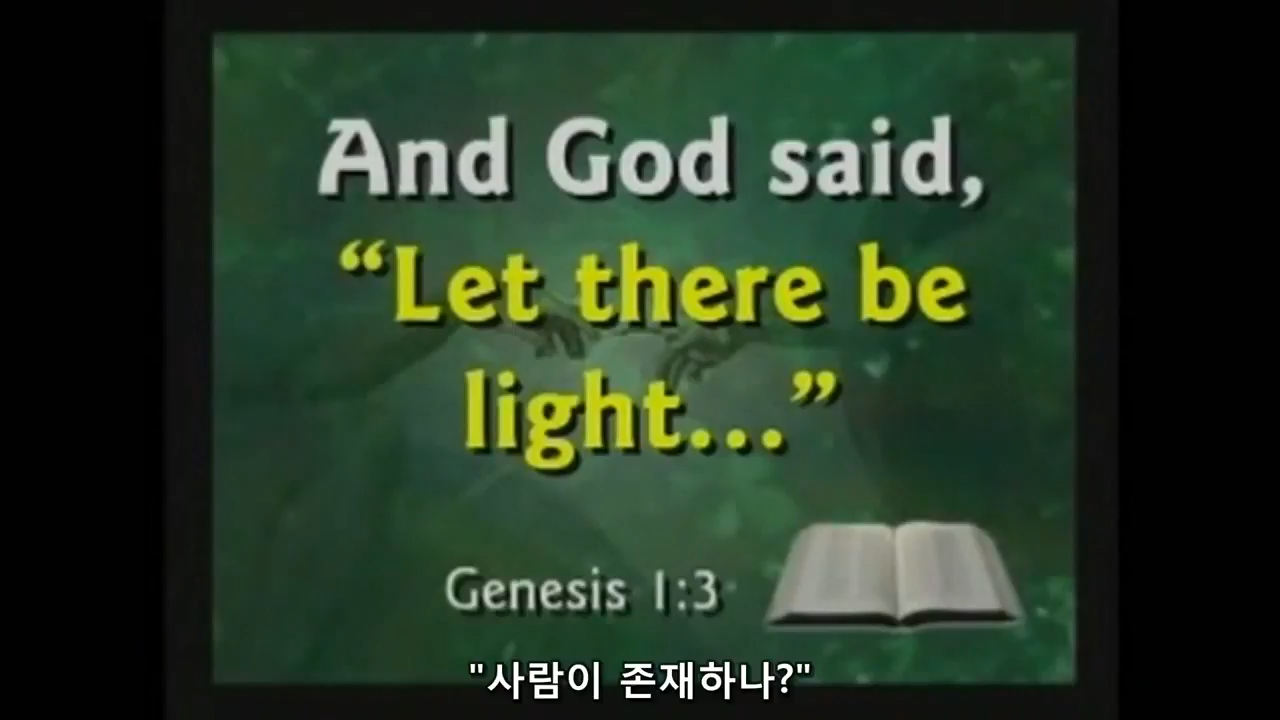 And God said,
“Let there be
light...”
Genesis 1:3
"사람이 존재하나?"